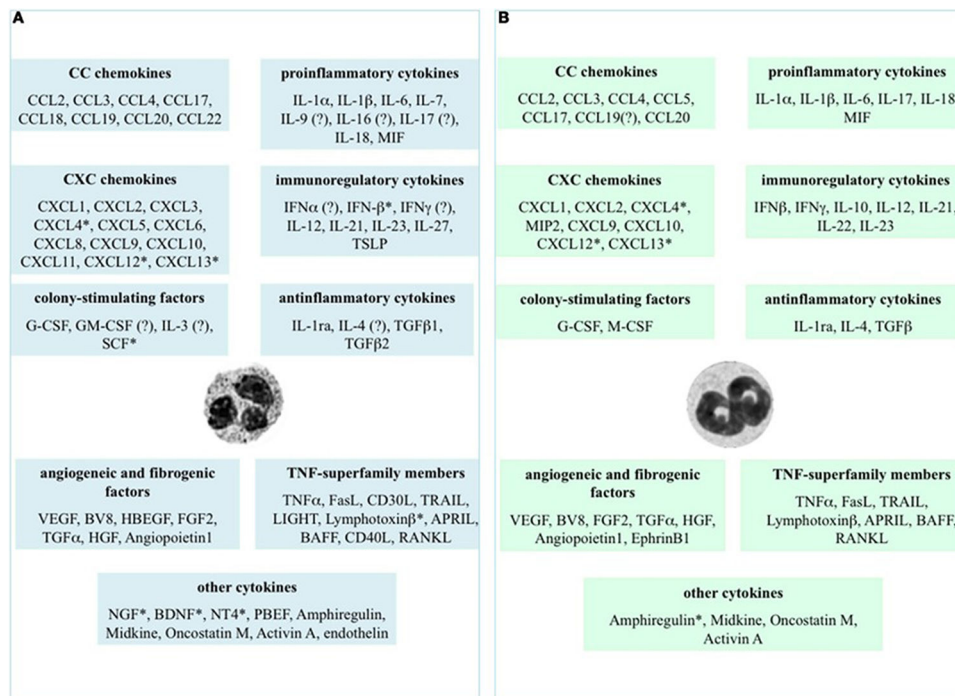 A
CC chemokines
CCL2, CCL3, CCL4, CCL17,
CCL18, CCL19, CCL20, CCL22
proinflammatory cytokines
IL-1α, IL-1β, IL-6, IL-7,
IL-9 (?), IL-16 (?), IL-17 (?),
IL-18, MIF
CXC chemokines
CXCL1, CXCL2, CXCL3,
CXCL4*, CXCL5, CXCL6,
CXCL8, CXCL9, CXCL10,
CXCL11, CXCL12*, CXCL13*
immunoregulatory cytokines
IFNα (?), IFN-β*, IFNγ (?),
IL-12, IL-21, IL-23, IL-27,
TSLP
colony-stimulating factors
G-CSF, GM-CSF (?), IL-3 (?),
SCF*
antinflammatory cytokines
IL-1ra, IL-4 (?), TGFβ1,
TGFβ2
angiogeneic and fibrogenic
factors
VEGF, BV8, HBEGF, FGF2,
TGFα, HGF, Angiopoietin1
TNF-superfamily members
TNFα, FasL, CD30L, TRAIL,
LIGHT, Lymphotoxinβ*, APRIL,
BAFF, CD40L, RANKL
other cytokines
NGF*, BDNF*, NT4*, PBEF, Amphiregulin,
Midkine, Oncostatin M, Activin A, endothelin
B
CC chemokines
CCL2, CCL3, CCL4, CCL5,
CCL17, CCL19(?), CCL20
proinflammatory cytokines
IL-1α, IL-1β, IL-6, IL-17, IL-18
MIF
CXC chemokines
CXCL1, CXCL2, CXCL4*,
MIP2, CXCL9, CXCL10,
CXCL12*, CXCL13*
immunoregulatory cytokines
IFNβ, IFNγ, IL-10, IL-12, IL-21,
IL-22, IL-23
colony-stimulating factors
G-CSF, M-CSF
antinflammatory cytokines
IL-1ra, IL-4, TGFβ
angiogeneic and fibrogenic
factors
VEGF, BV8, FGF2, TGFα, HGF,
Angiopoietin1, EphrinB1
TNF-superfamily members
TNFα, FasL, TRAIL,
Lymphotoxinβ, APRIL, BAFF,
RANKL
other cytokines
Amphiregulin*, Midkine, Oncostatin M,
Activin A